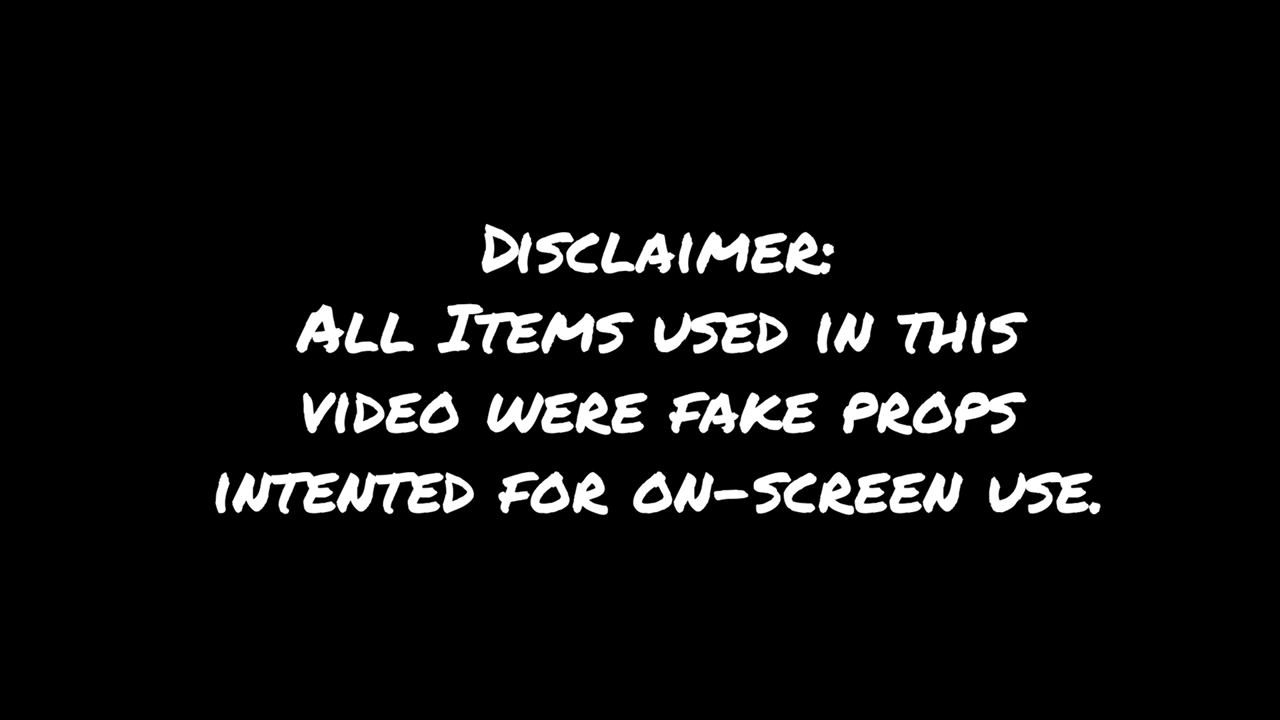 Disclaimer:
All Items used in this
video were fake props
intented for on-screen use.